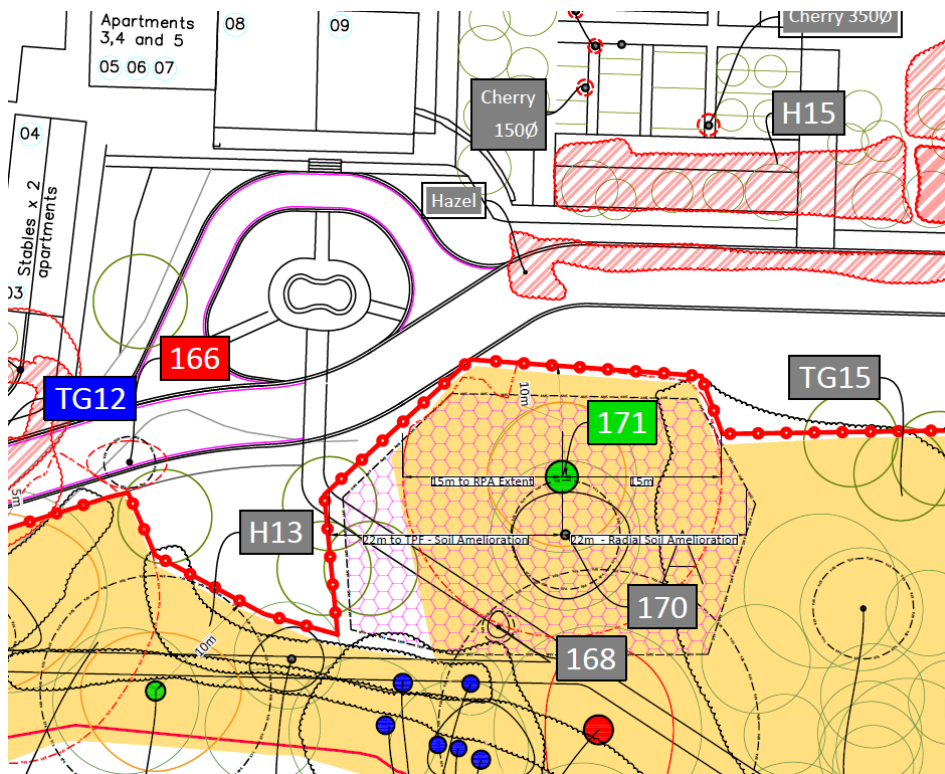 Apartments
3,4 and 5
05 06 07
08
09
Cherry 350Ø
Cherry
150Ø
H15
04
Hazel
Stables x 2
apartments
03
166
TG12
TG15
10m
171
15m to RPA Extent
15m
5m
H13
22m to TPF - Soil Amelioration
22m - Radial Soil Amelioration
170
10m
168